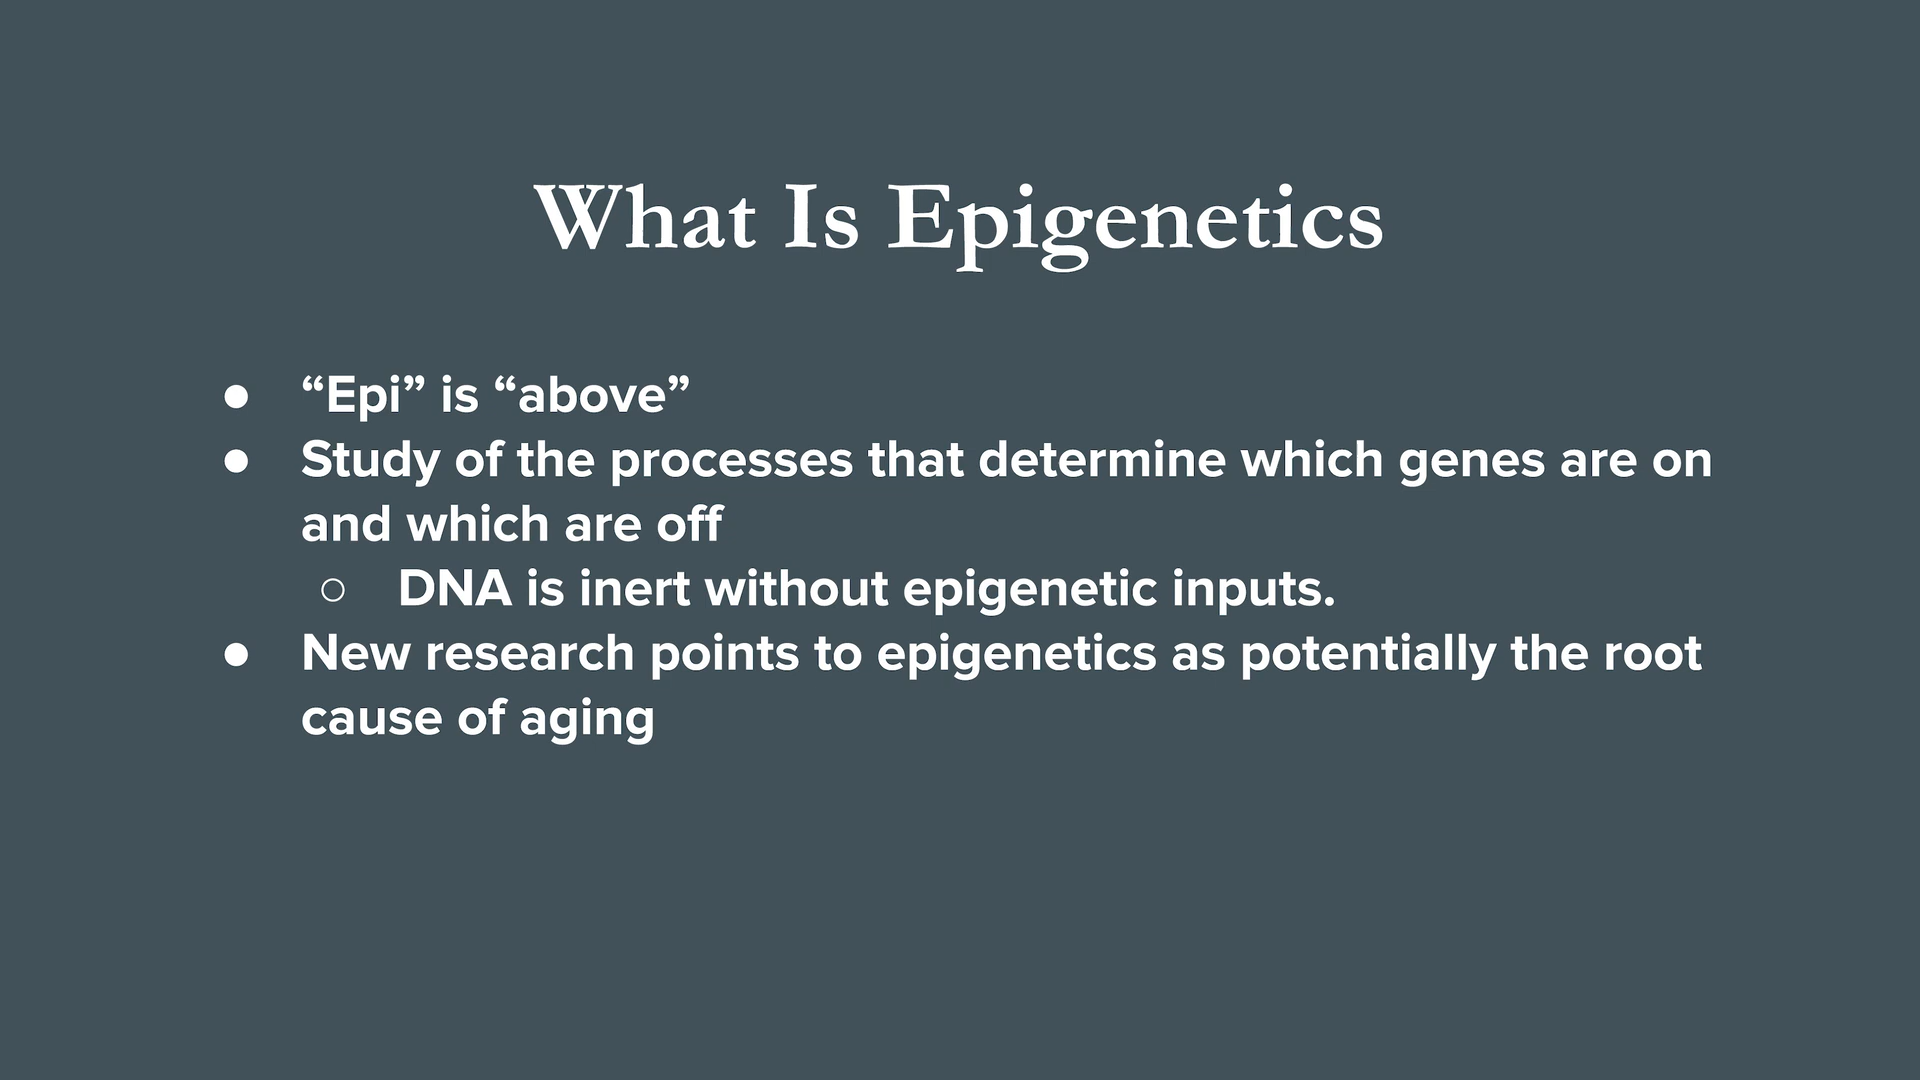 What Is Epigenetics
● “Epi” is “above”
● Study of the processes that determine which genes are on
and which are off
○ DNA is inert without epigenetic inputs.
● New research points to epigenetics as potentially the root
cause of aging